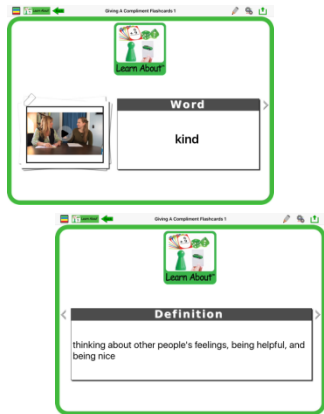 Giving A Compliment Flashcards 1
Learn About
Word
kind
Giving A Compliment Flashcards 1
Learn About
Definition
thinking about other people's feelings, being helpful, and
being nice